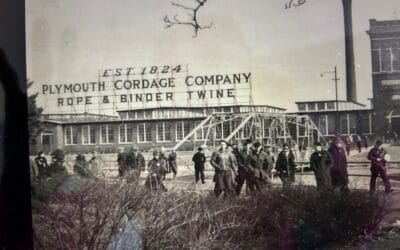 EST 1824
PLYMOUTH CORDAGE COMPANY
ROPE & BINDER TWINE